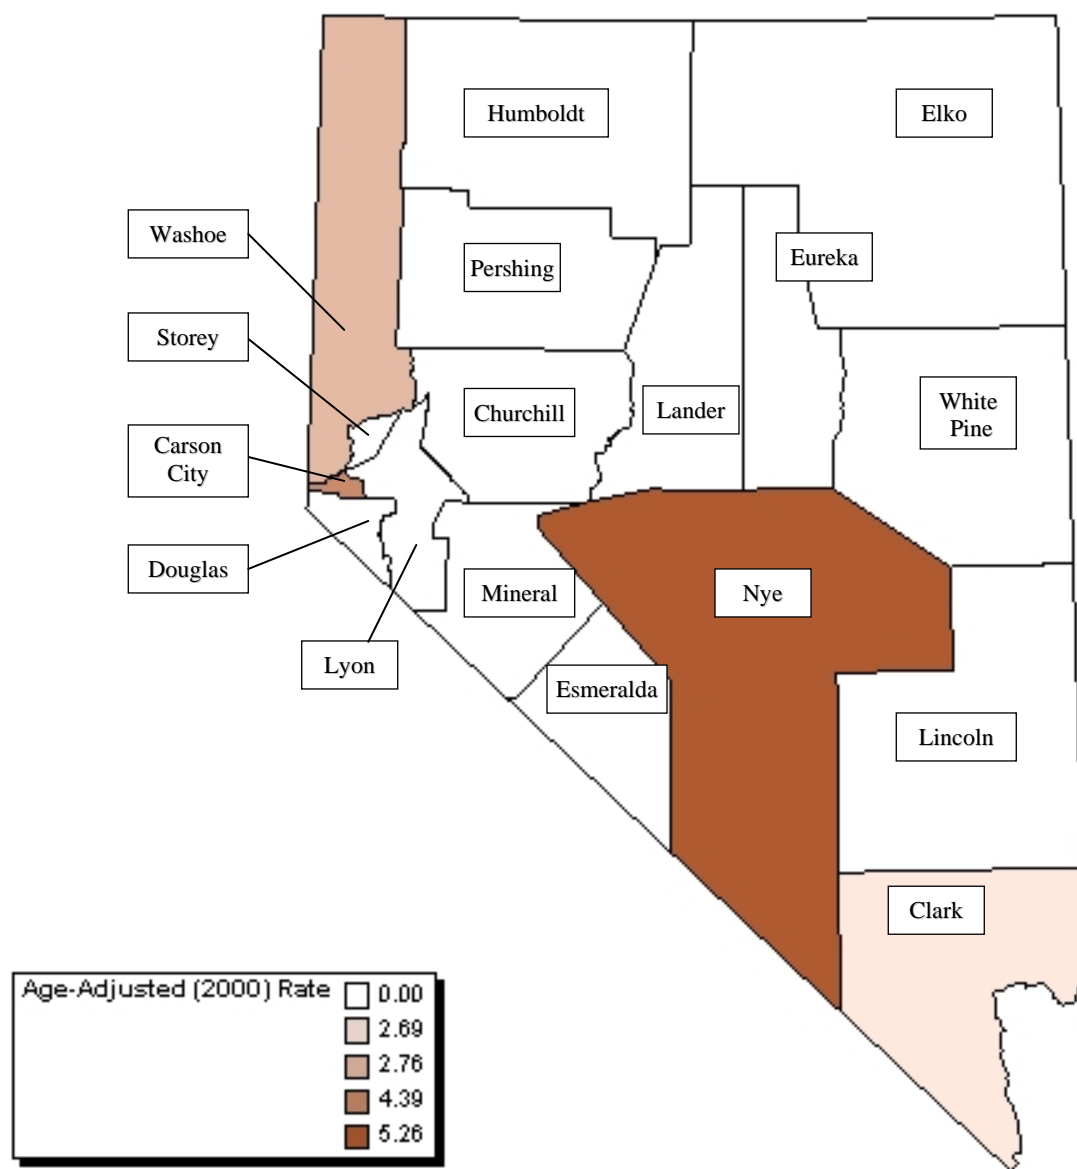 Humboldt
Elko
Washoe
Eureka
Pershing
Storey
Churchill
Lander
White
Pine
Carson
City
Douglas
Mineral
Nye
Lyon
Esmeralda
Lincoln
Clark
Age-Adjusted (2000) Rate
0.00
2.69
2.76
4.39
5.26